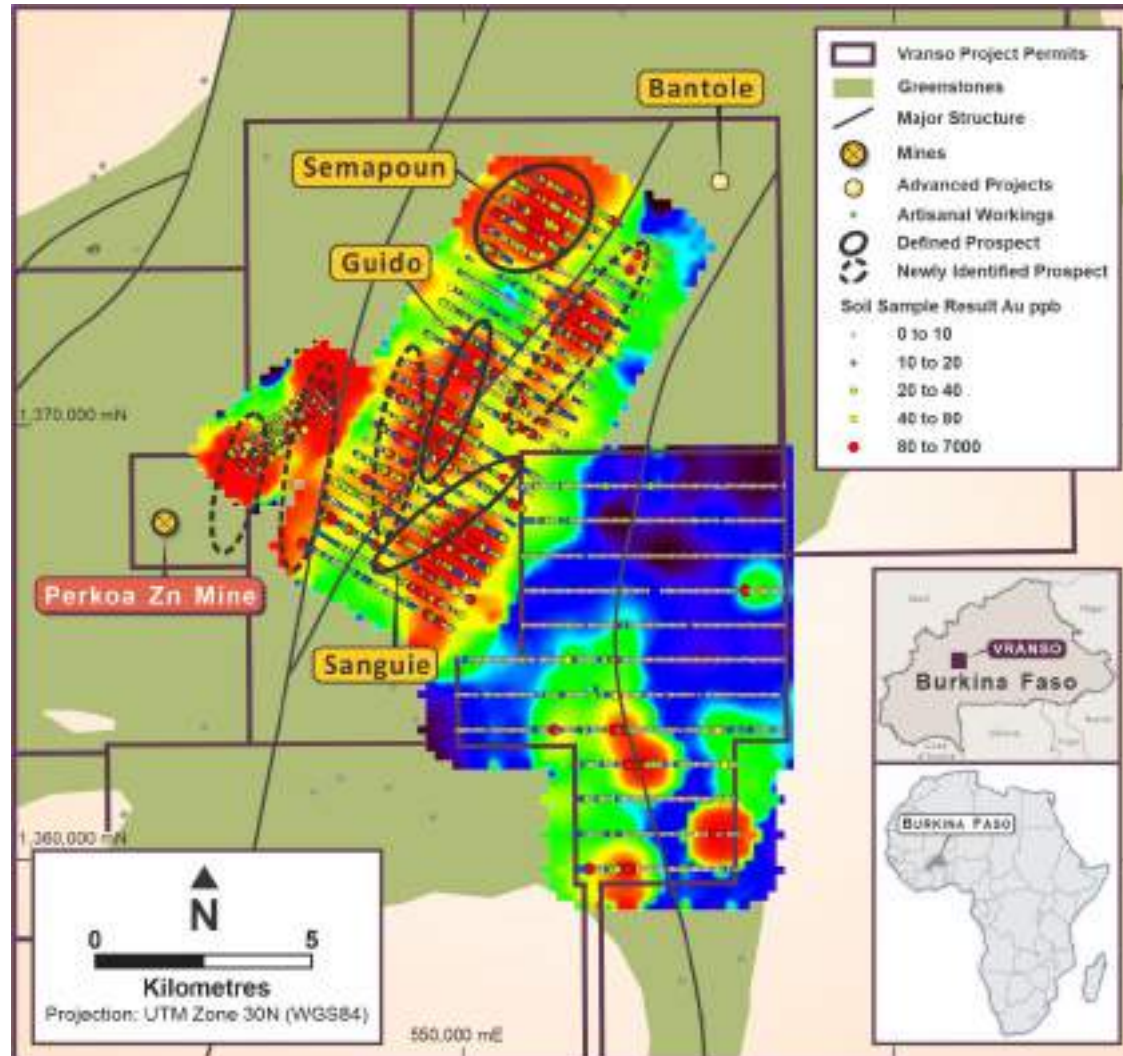 Vranso Project Permits
Greenstones
Major Structure
Mines
Advanced Projects
Artisanal Workings
Defined Prospect
Newly Identified Prospect
Soil Sample Result Au ppb
0 to 10
10 to 20
20 to 40
40 to 80
80 to 7000
Bantole
Semapoun
Guido
1,370,000 mN
Perkoa Zn Mine
Sanguie
VRANSO
Burkina Faso
BURKINA FASO
1,360,000 mN
N
0 5
Kilometres
Projection: UTM Zone 30N (WGS84)
550,000 mE